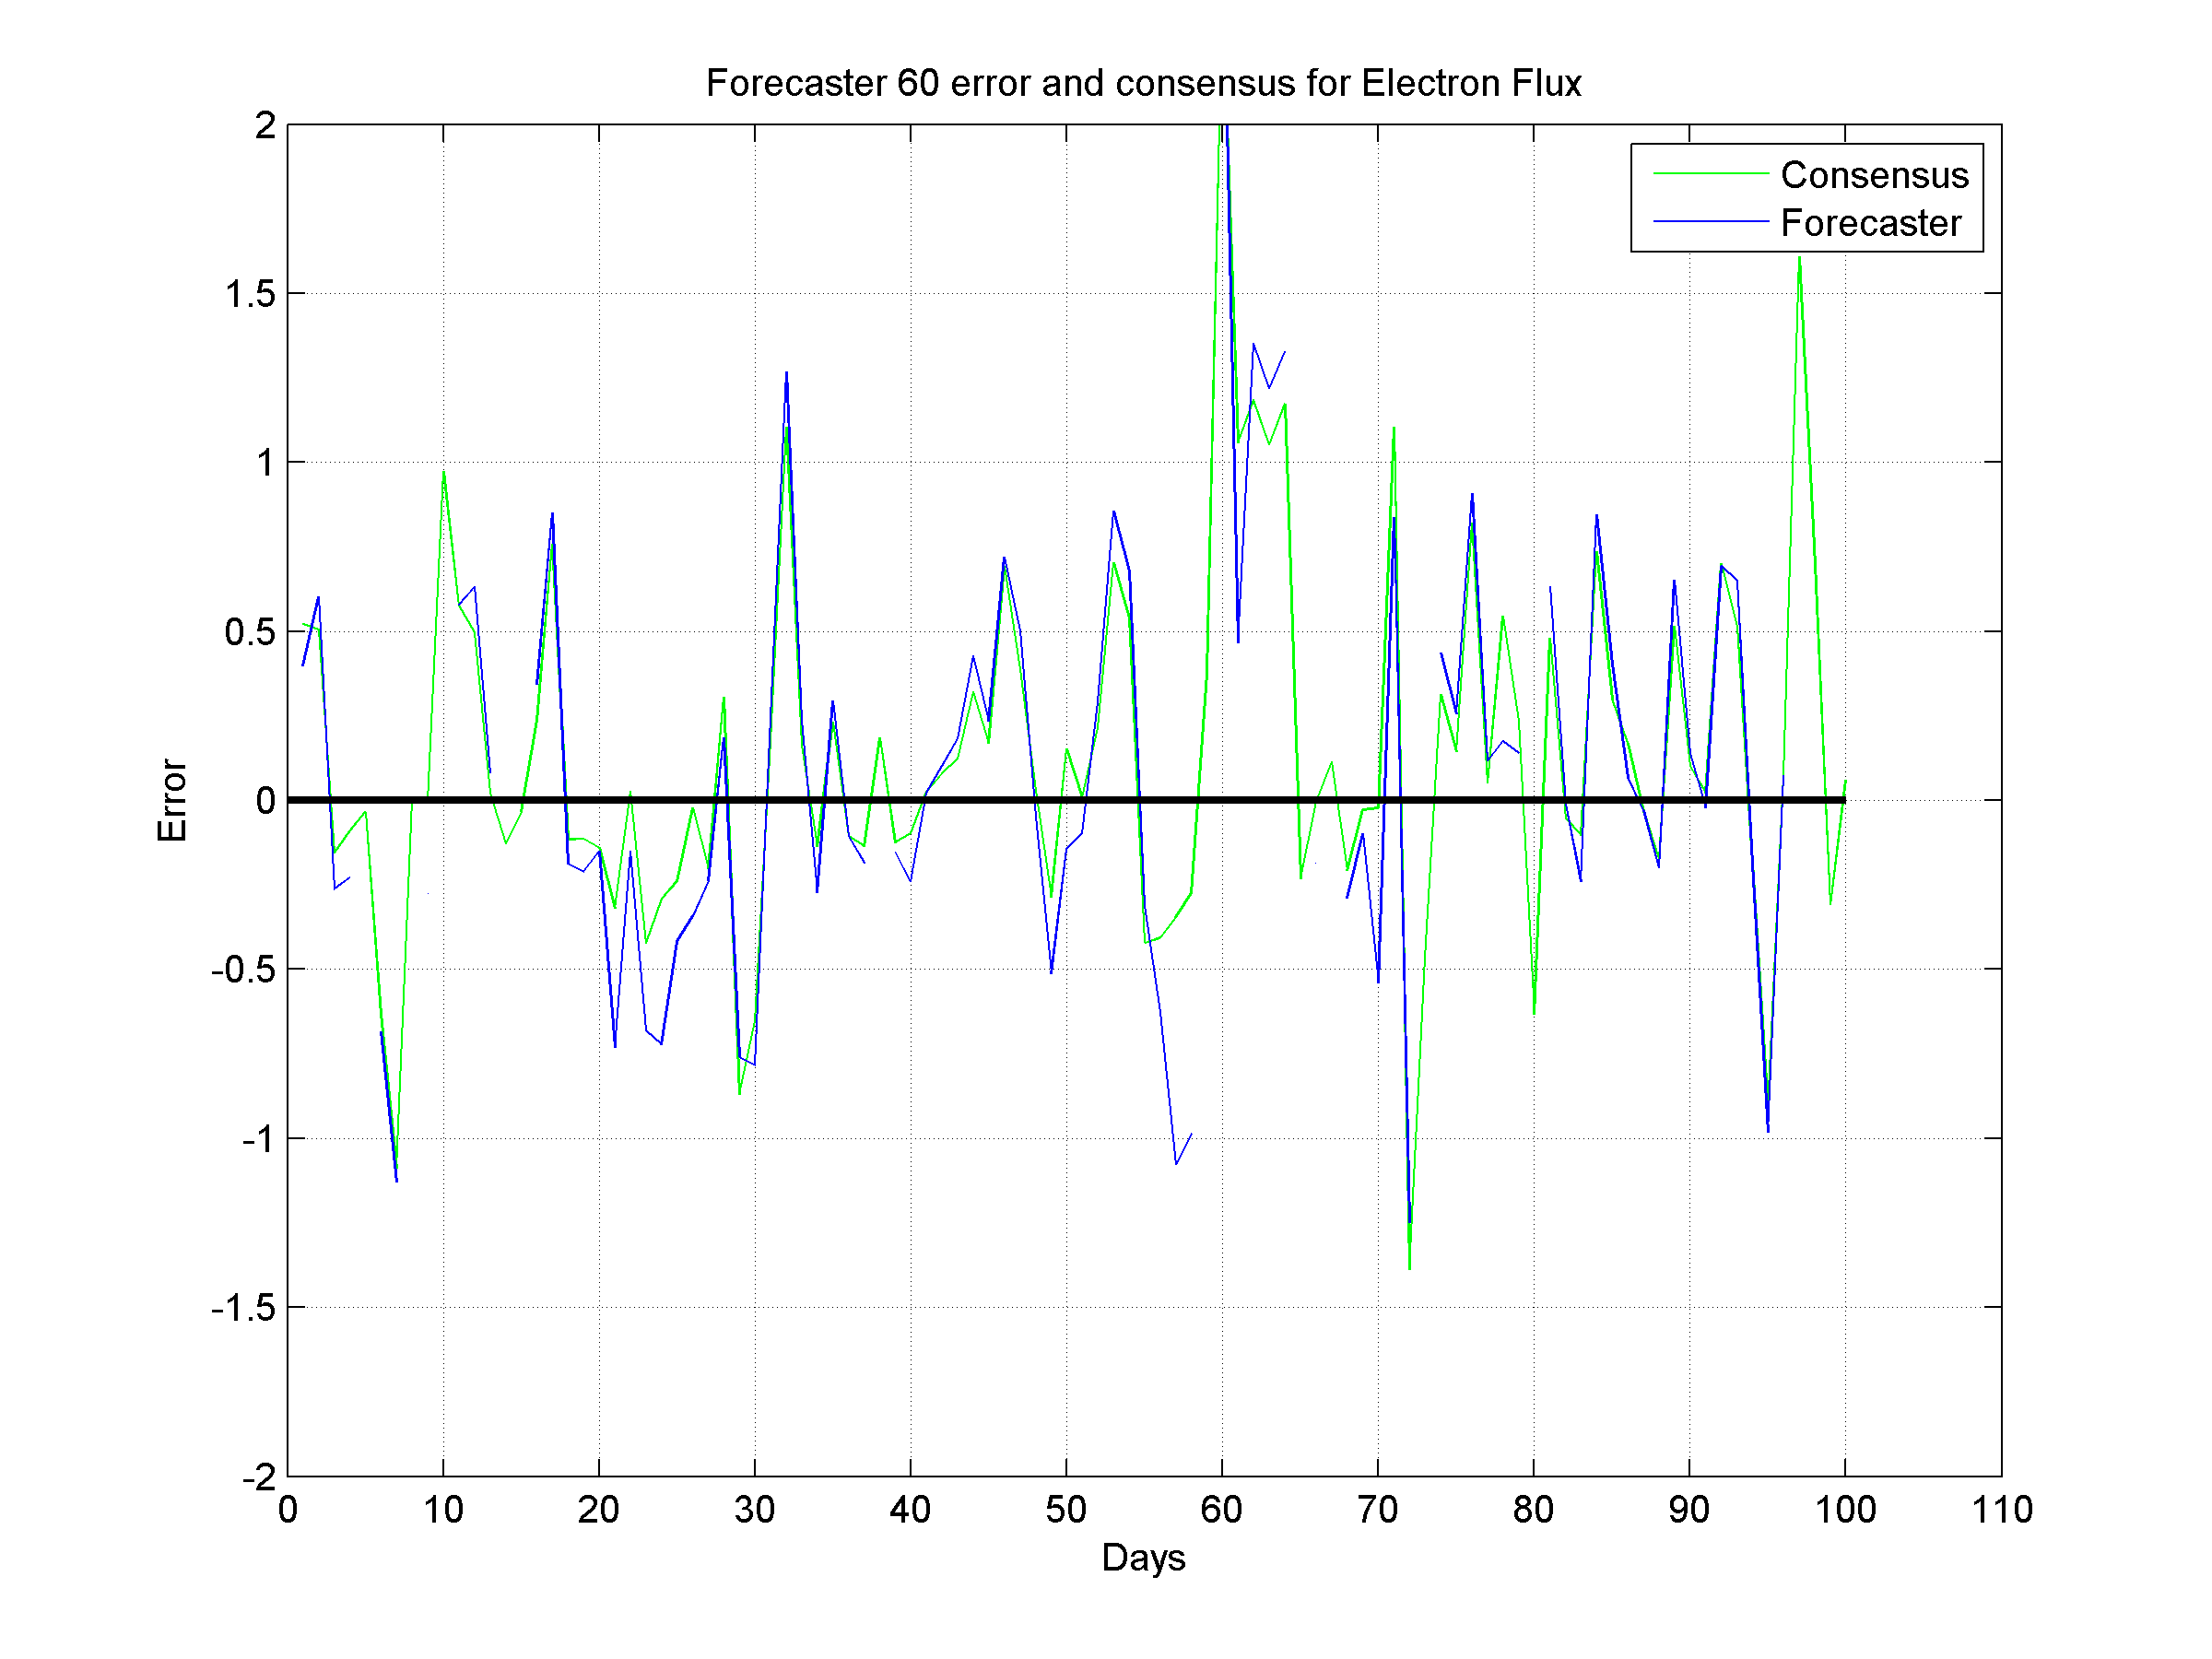 Forecaster 60 error and consensus for Electron Flux
2
1.5
1
0.5
0
-0.5
-1
-1.5
-2
Error
Consensus
Forecaster
0 10 20 30 40 50 60 70 80 90 100 110
Days